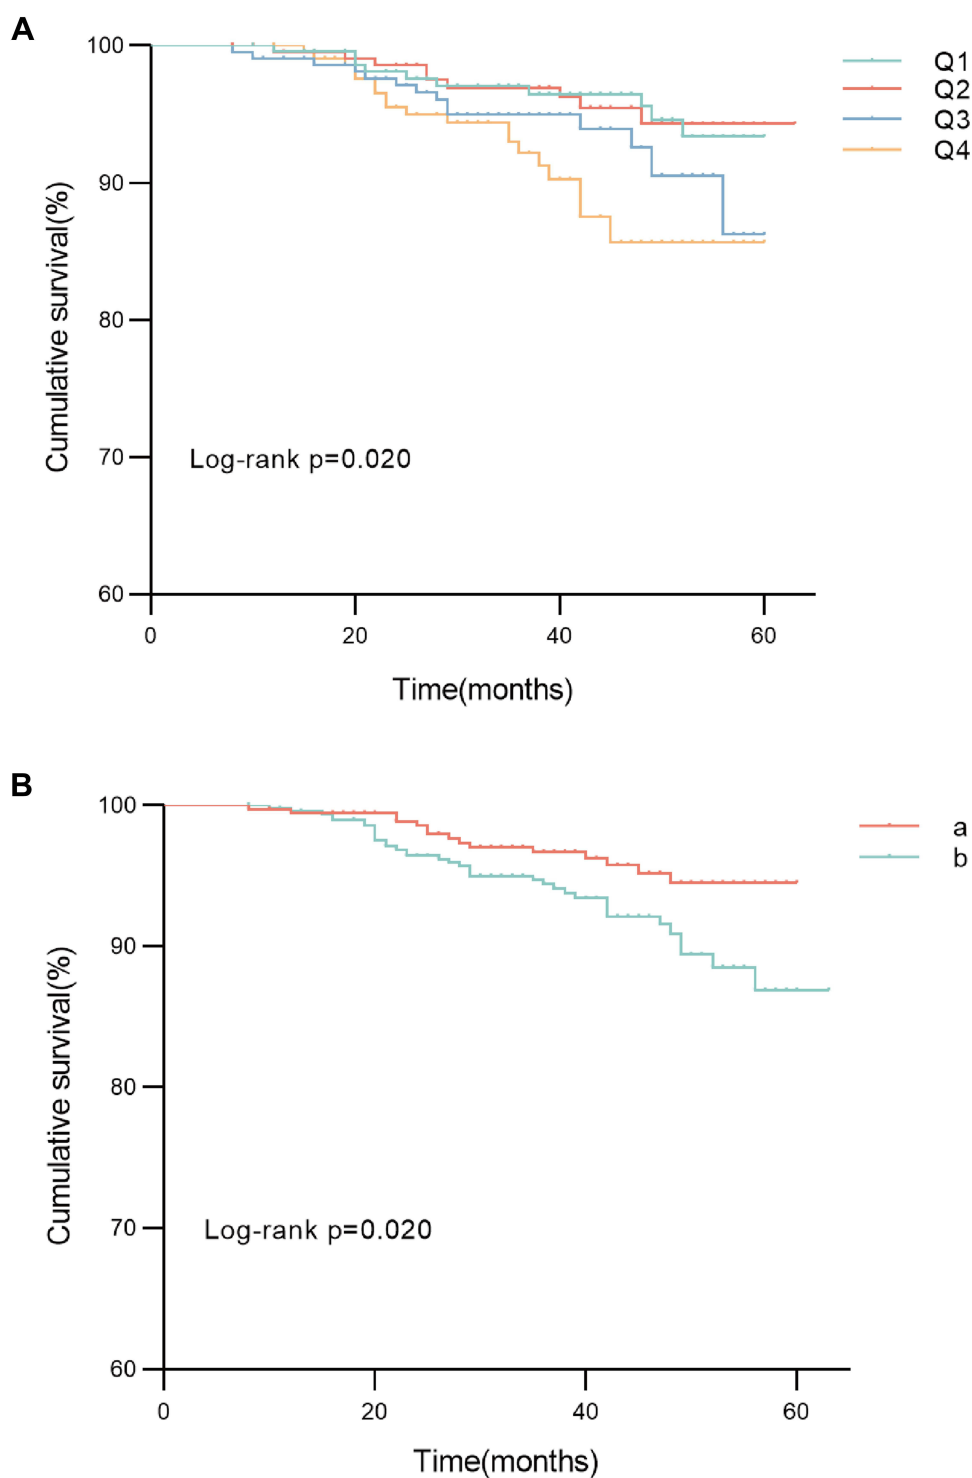 A
100
90
80
70
60
Cumulative survival(%)
Log-rank p=0.020
Q1
Q2
Q3
Q4
0 20 40 60
Time(months)
B
100
90
80
70
60
Cumulative survival(%)
Log-rank p=0.020
a
b
0 20 40 60
Time(months)